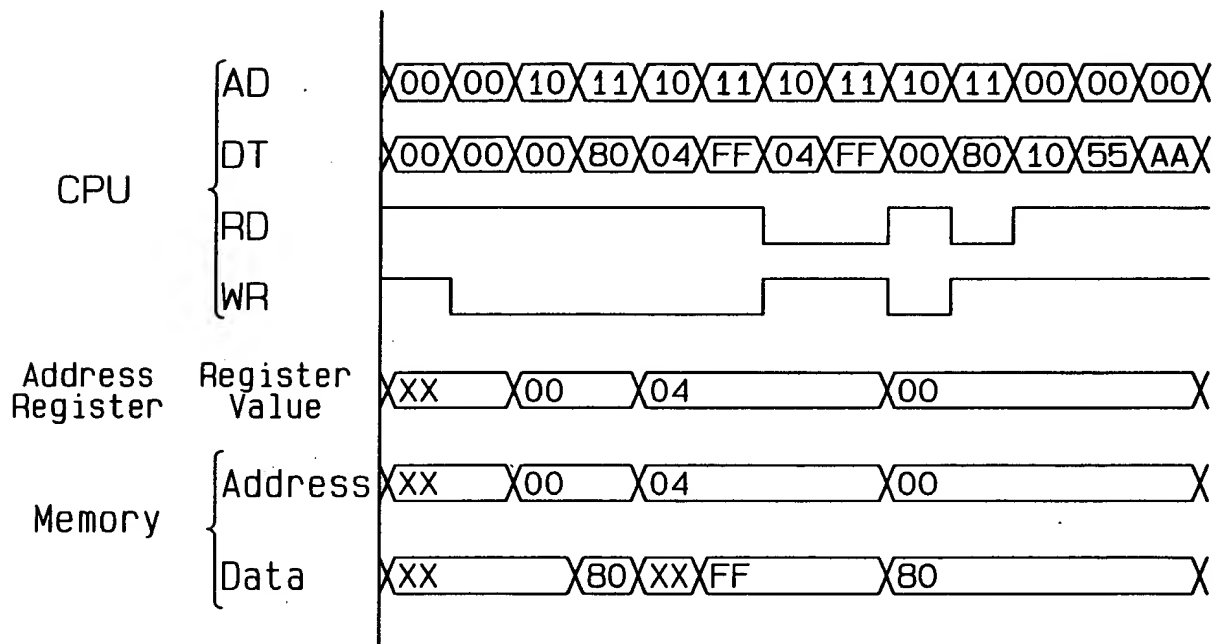 CPU
AD 00 00 10 11 10 11 10 11 10 11 00 00 00
DT 00 00 00 80 04 FF 04 FF 00 80 10 55 AA
RD
WR
Address Register
Register Value
XX 00 04 00
Memory
Address XX 00 04 00
Data XX 80 XX FF 80